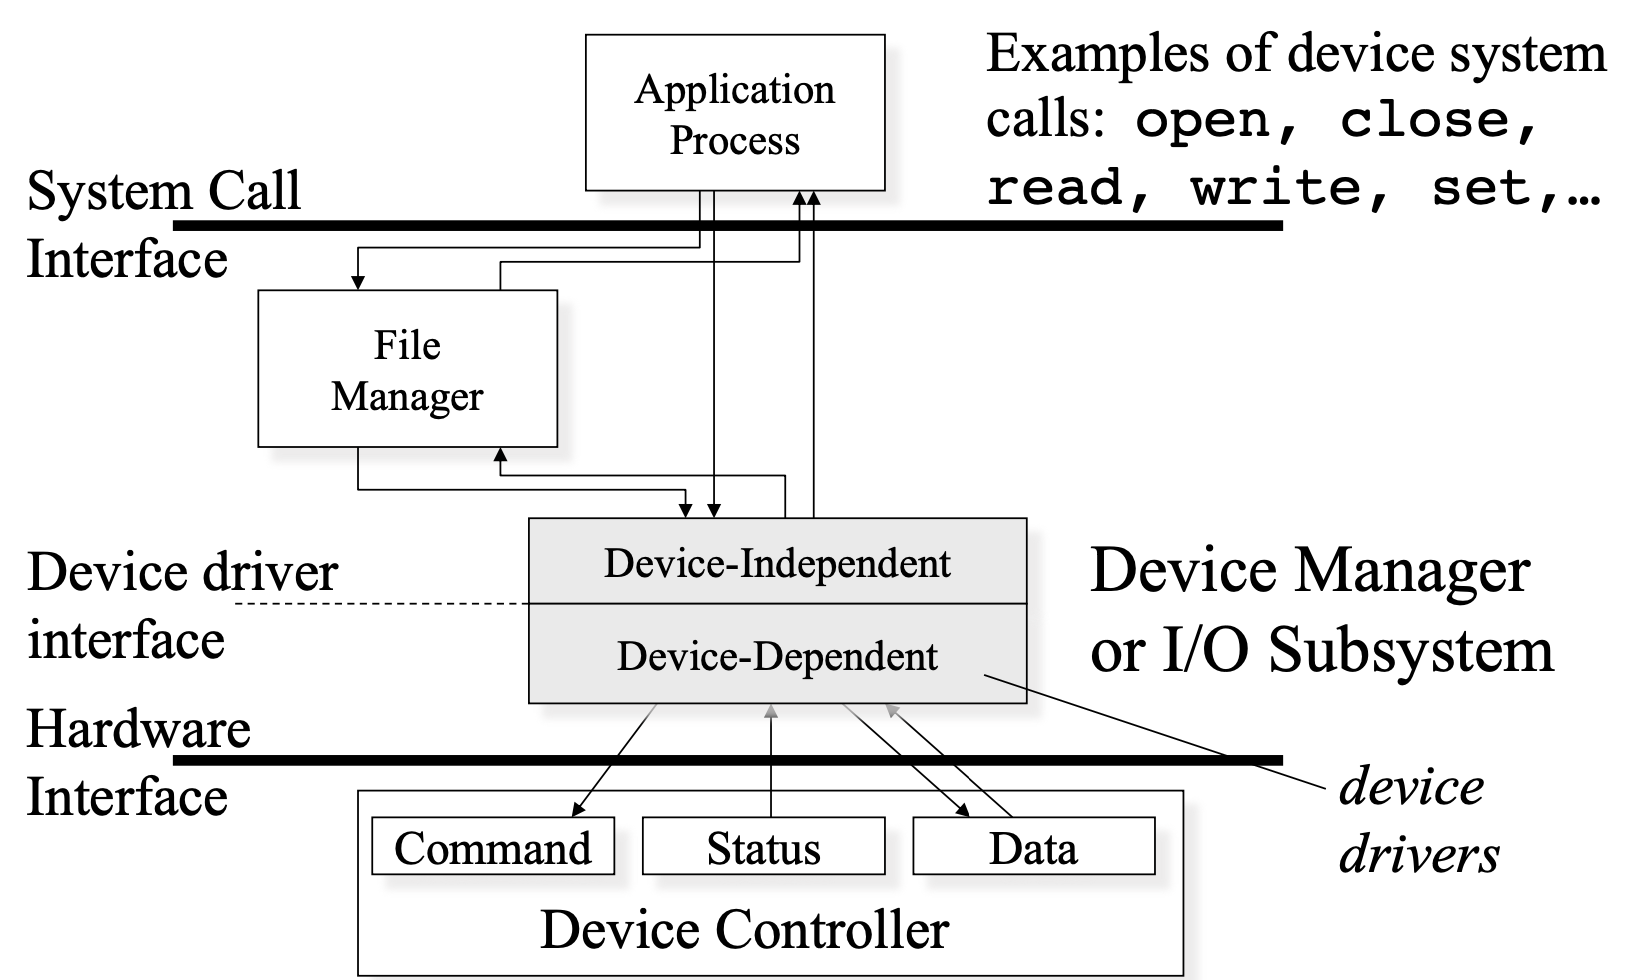 Application
Process
Examples of device system
calls: open, close,
read, write, set,…
System Call
Interface
File
Manager
Device driver
interface
Device-Independent
Device-Dependent
Device Manager
or I/O Subsystem
Hardware
Interface
device
drivers
Command
Status
Data
Device Controller